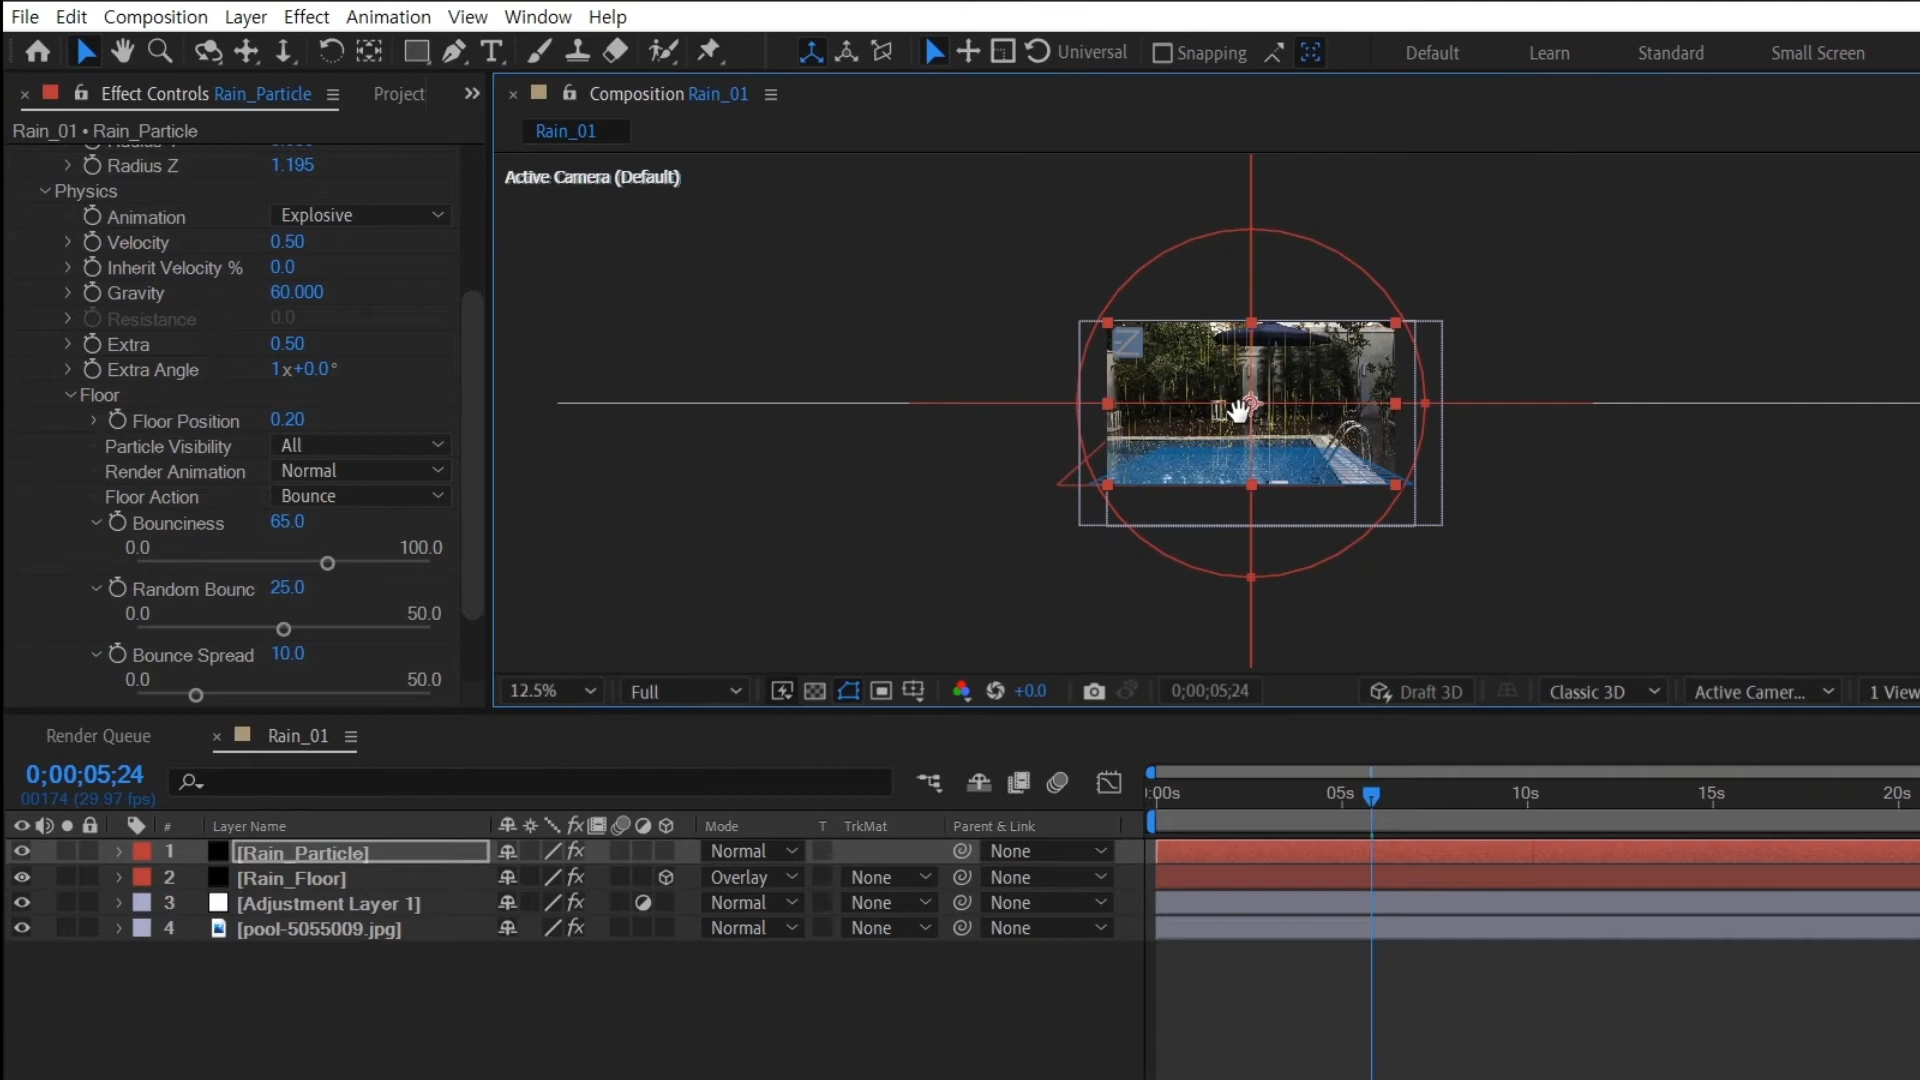 File Edit Composition Layer Effect Animation View Window Help
Universal Snapping Default Learn Standard Small Screen
Effect Controls Rain_Particle Project
Composition Rain_01
Rain_01 • Rain_Particle
Rain_01
Radius Z 1.195
Active Camera (Default)
Physics
Animation Explosive
Velocity 0.50
Inherit Velocity % 0.0
Gravity 60.000
Resistance 0.0
Extra 0.50
Extra Angle 1x+0.0°
Floor
Floor Position 0.20
Particle Visibility All
Render Animation Normal
Floor Action Bounce
Bounciness 65.0
0.0 100.0
Random Bounc 25.0
0.0 50.0
Bounce Spread 10.0
0.0 50.0
12.5% Full +0.0 0;00;05;24 Draft 3D Classic 3D Active Camer... 1 View
Render Queue Rain_01
0;00;05;24
00174 (29.97 fps)
:00s 05s 10s 15s 20s
# Layer Name fx Mode T TrkMat Parent & Link
1 [Rain_Particle] fx Normal None
2 [Rain_Floor] fx Overlay None None
3 [Adjustment Layer 1] fx Normal None None
4 [pool-5055009.jpg] fx Normal None None